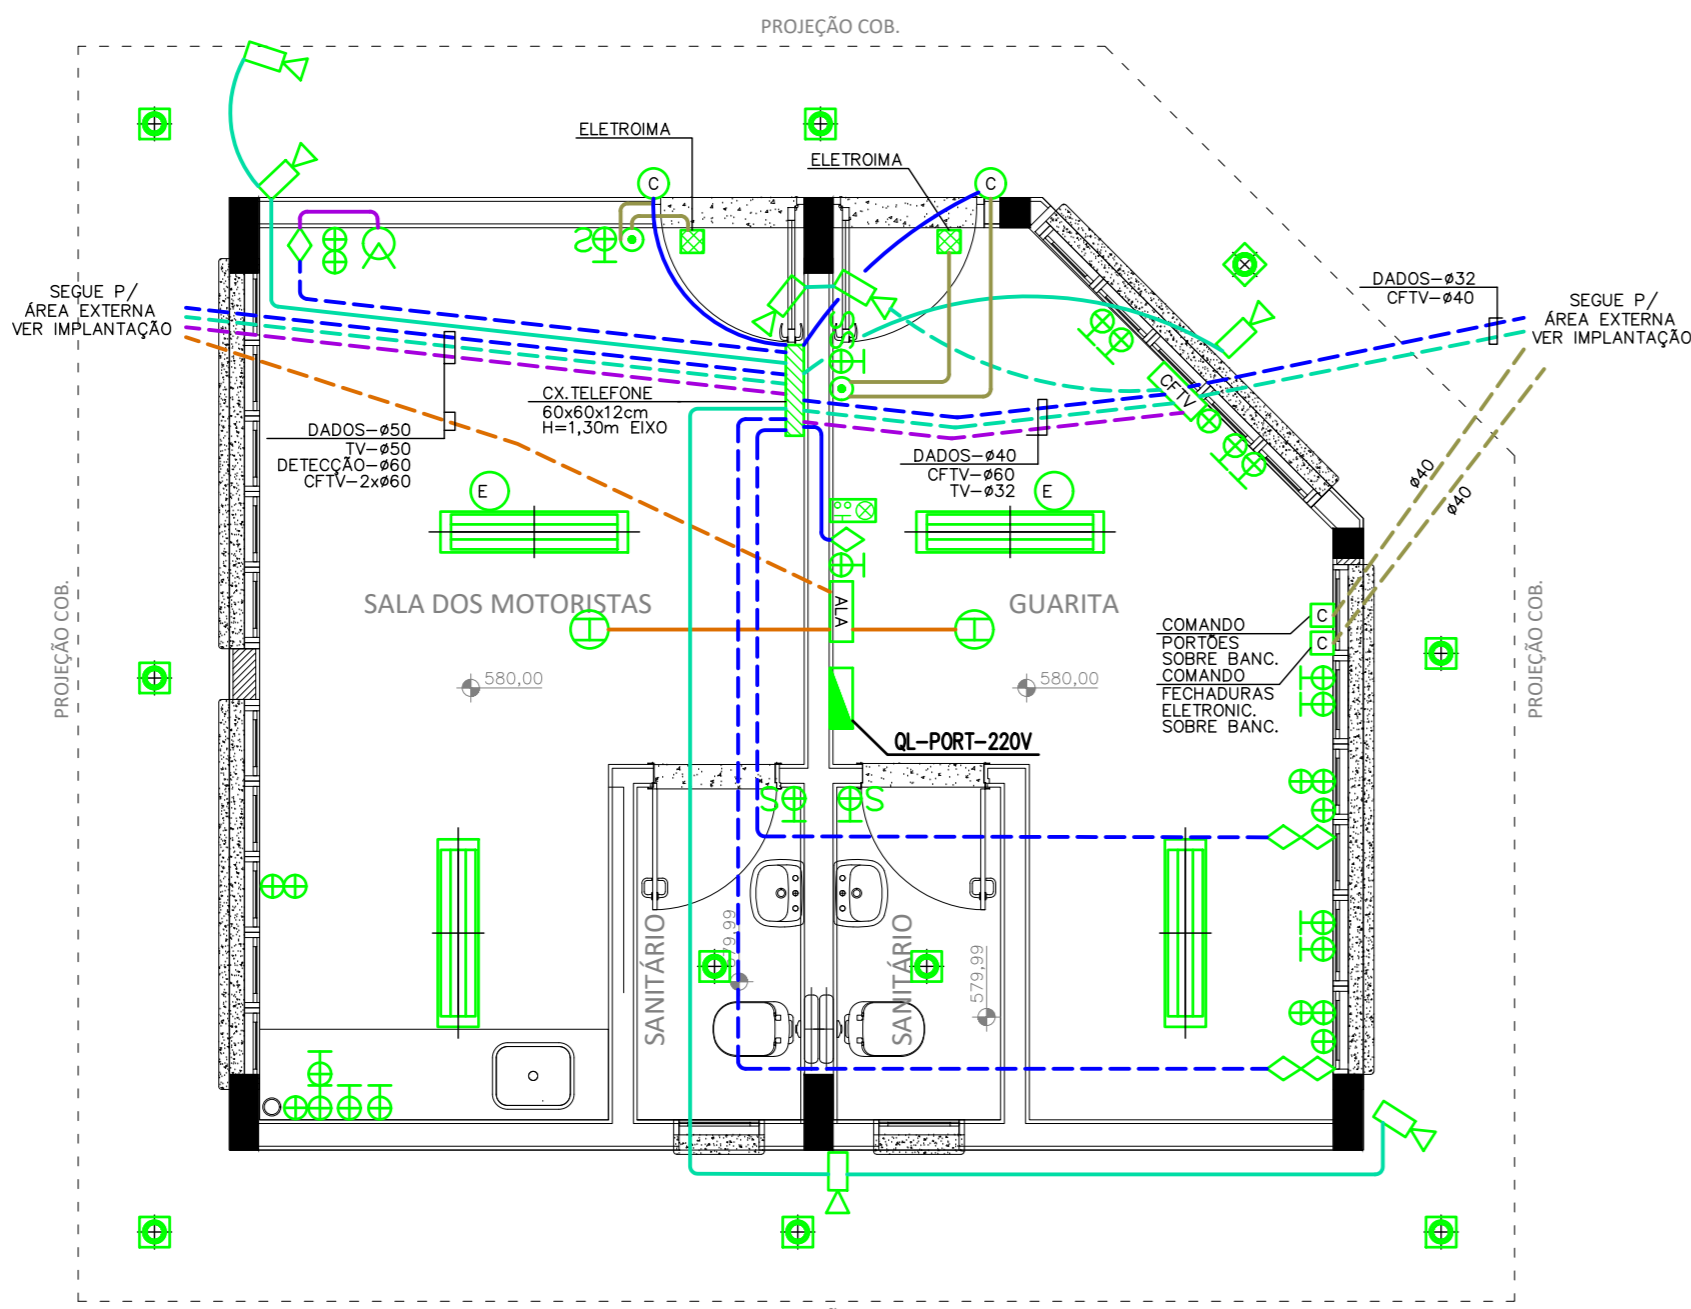 PROJEÇÃO COB.
ELETROIMA
ELETROIMA
C
C
S
SEGUE P/
ÁREA EXTERNA
VER IMPLANTAÇÃO
DADOS-ø32
CFTV-ø40
SEGUE P/
ÁREA EXTERNA
VER IMPLANTAÇÃO
S
S
CX.TELEFONE
60x60x12cm
H=1,30m EIXO
CFTV
DADOS-ø50
TV-ø50
DETECÇÃO-ø60
CFTV-2xø60
DADOS-ø40
CFTV-ø60
TV-ø32
E
E
ø40
ø40
SALA DOS MOTORISTAS
GUARITA
ALA
PROJEÇÃO COB.
PROJEÇÃO COB.
C
C
COMANDO
PORTÕES
SOBRE BANC.
COMANDO
FECHADURAS
ELETRONIC.
SOBRE BANC.
580,00
580,00
QL-PORT-220V
S
S
SANITÁRIO
579,99
SANITÁRIO
579,99